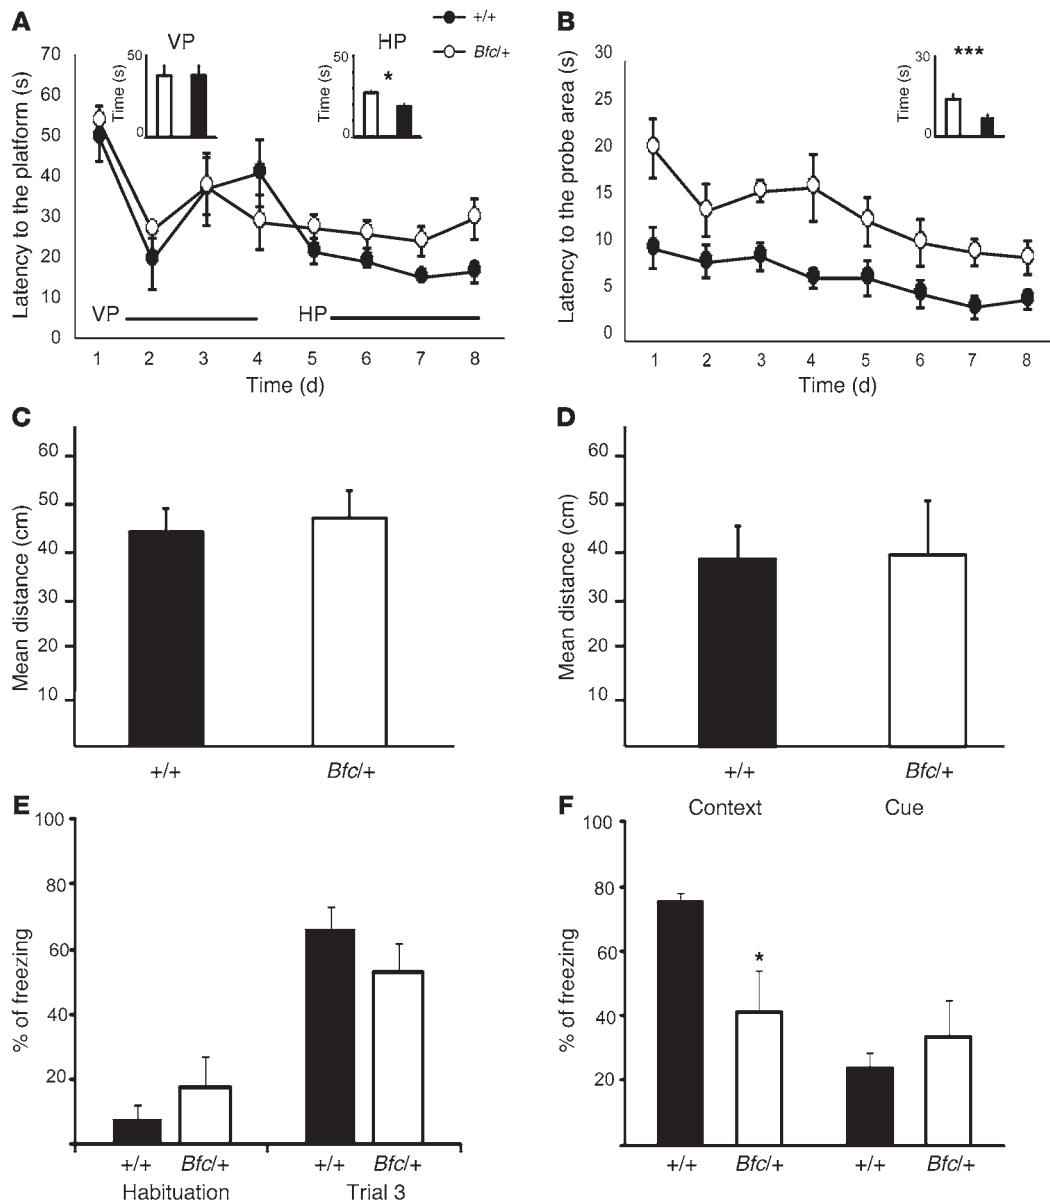 A
+/+
Bfc/+
VP
HP
50
Time (s)
0
50
Time (s)
0
*
Latency to the platform (s)
70
60
50
40
30
20
10
0
VP
HP
1 2 3 4 5 6 7 8
Time (d)
B
30
Time (s)
0
***
Latency to the probe area (s)
30
25
20
15
10
5
0
1 2 3 4 5 6 7 8
Time (d)
C
Mean distance (cm)
60
50
40
30
20
10
+/+ Bfc/+
D
Mean distance (cm)
60
50
40
30
20
10
+/+ Bfc/+
E
% of freezing
100
80
60
40
20
+/+ Bfc/+ +/+ Bfc/+
Habituation Trial 3
F
Context Cue
% of freezing
100
80
60
40
20
*
+/+ Bfc/+ +/+ Bfc/+